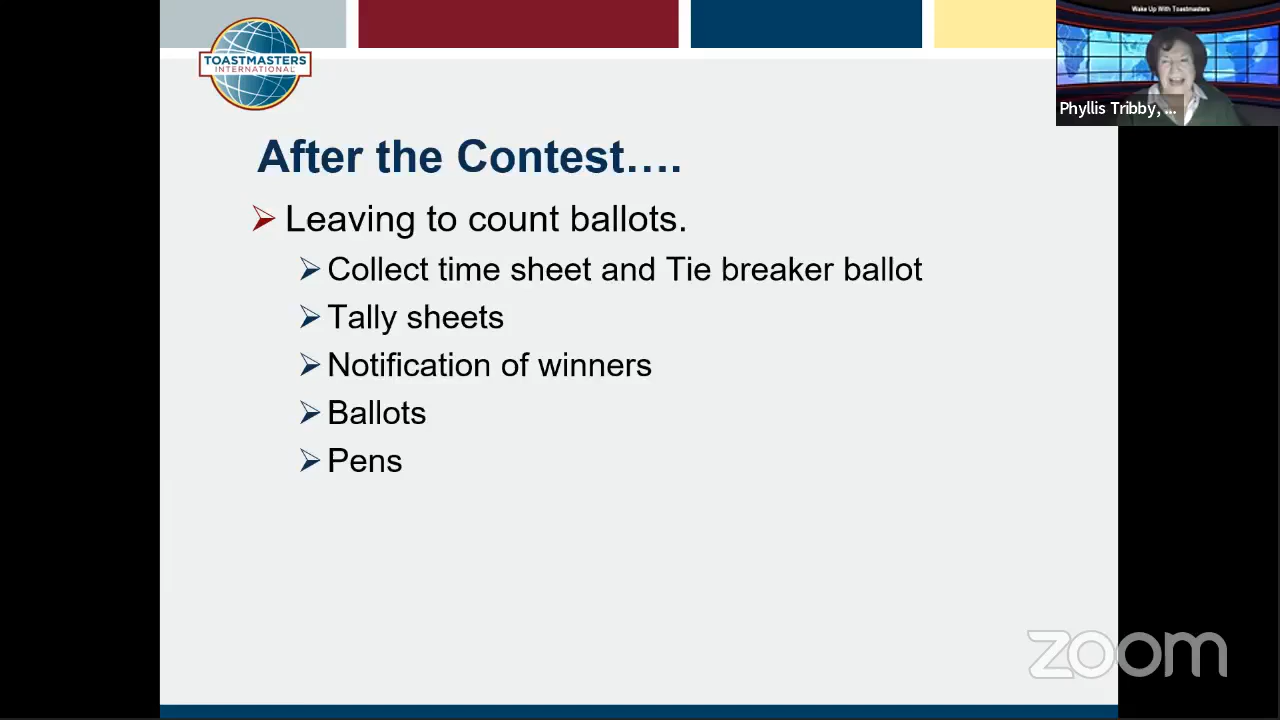 Wake Up With Toastmasters
TOASTMASTERS
INTERNATIONAL
Phyllis Tribby, ...
After the Contest....
Leaving to count ballots.
Collect time sheet and Tie breaker ballot
Tally sheets
Notification of winners
Ballots
Pens
zoom